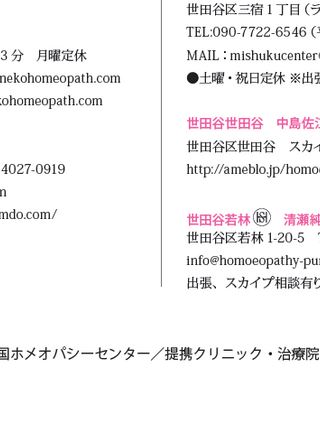 3 分　月曜定休
nekohomeopath.com
kohomeopath.com
4027-0919
m
mdo.com/
世田谷区三宿 1 丁目（ラ
TEL:090-7722-6546（平
MAIL：mishukucenter@
●土曜・祝日定休 ※出張
世田谷世田谷　中島佐江
世田谷区世田谷　スカイ
http://ameblo.jp/homo
世田谷若林　清瀬純
世田谷区若林 1-20-5
info@homoeopathy-pu
出張、スカイプ相談有り
国ホメオパシーセンター／提携クリニック・治療院